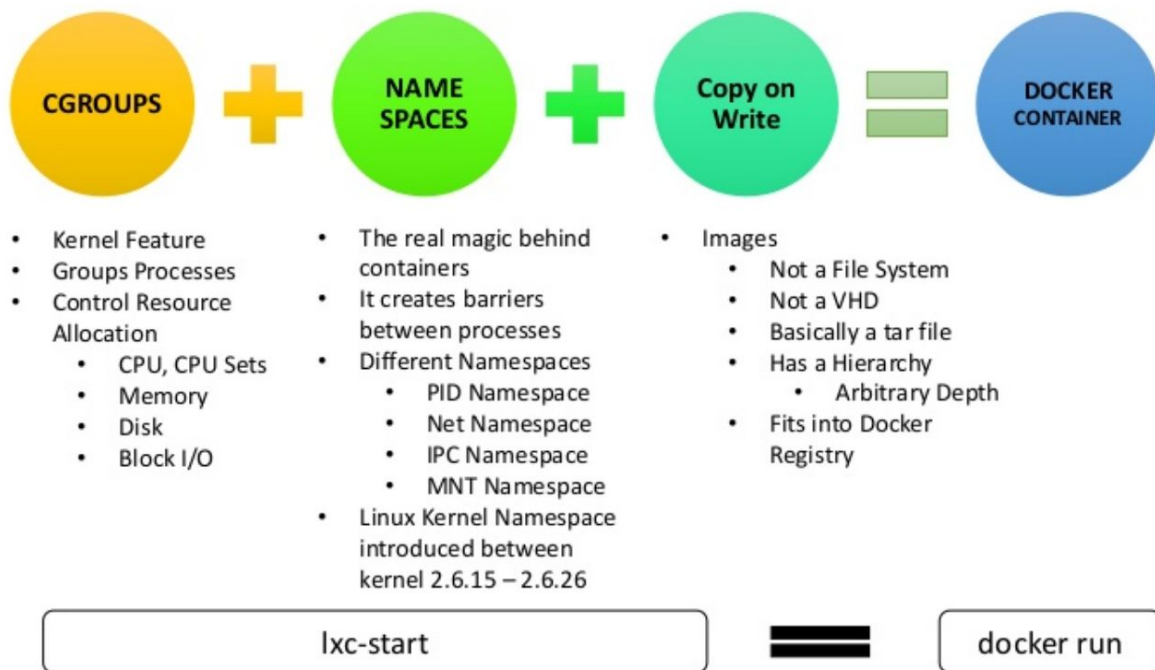 CGROUPS
NAME
SPACES
Copy on
Write
DOCKER
CONTAINER
• Kernel Feature
• Groups Processes
• Control Resource
Allocation
• CPU, CPU Sets
• Memory
• Disk
• Block I/O
• The real magic behind
containers
• It creates barriers
between processes
• Different Namespaces
• PID Namespace
• Net Namespace
• IPC Namespace
• MNT Namespace
• Linux Kernel Namespace
introduced between
kernel 2.6.15 – 2.6.26
• Images
• Not a File System
• Not a VHD
• Basically a tar file
• Has a Hierarchy
• Arbitrary Depth
• Fits into Docker
Registry
lxc-start
docker run